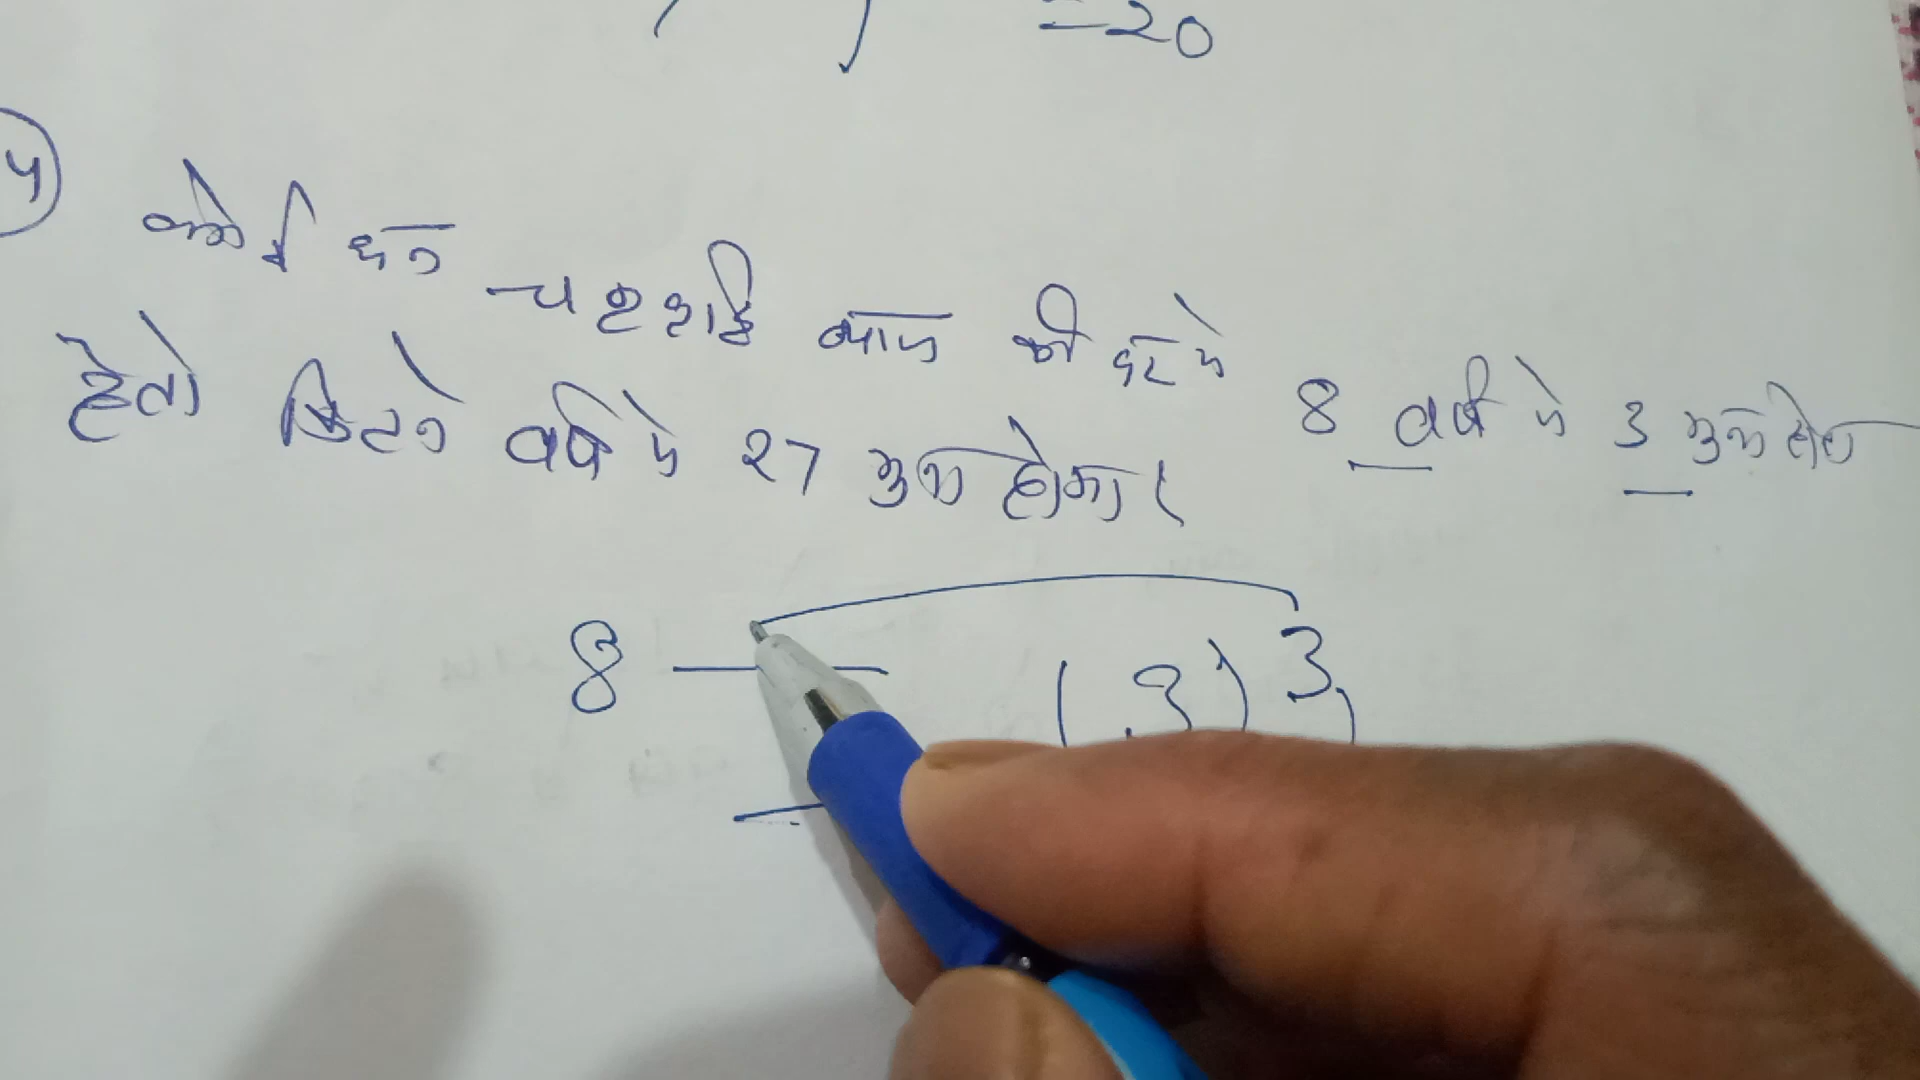 =20
4) कोई धन चक्रवृद्धि ब्याज की दर से 8 वर्ष में 3 गुना होता
है तो कितने वर्ष में 27 गुना होगा।
8 — (3)³